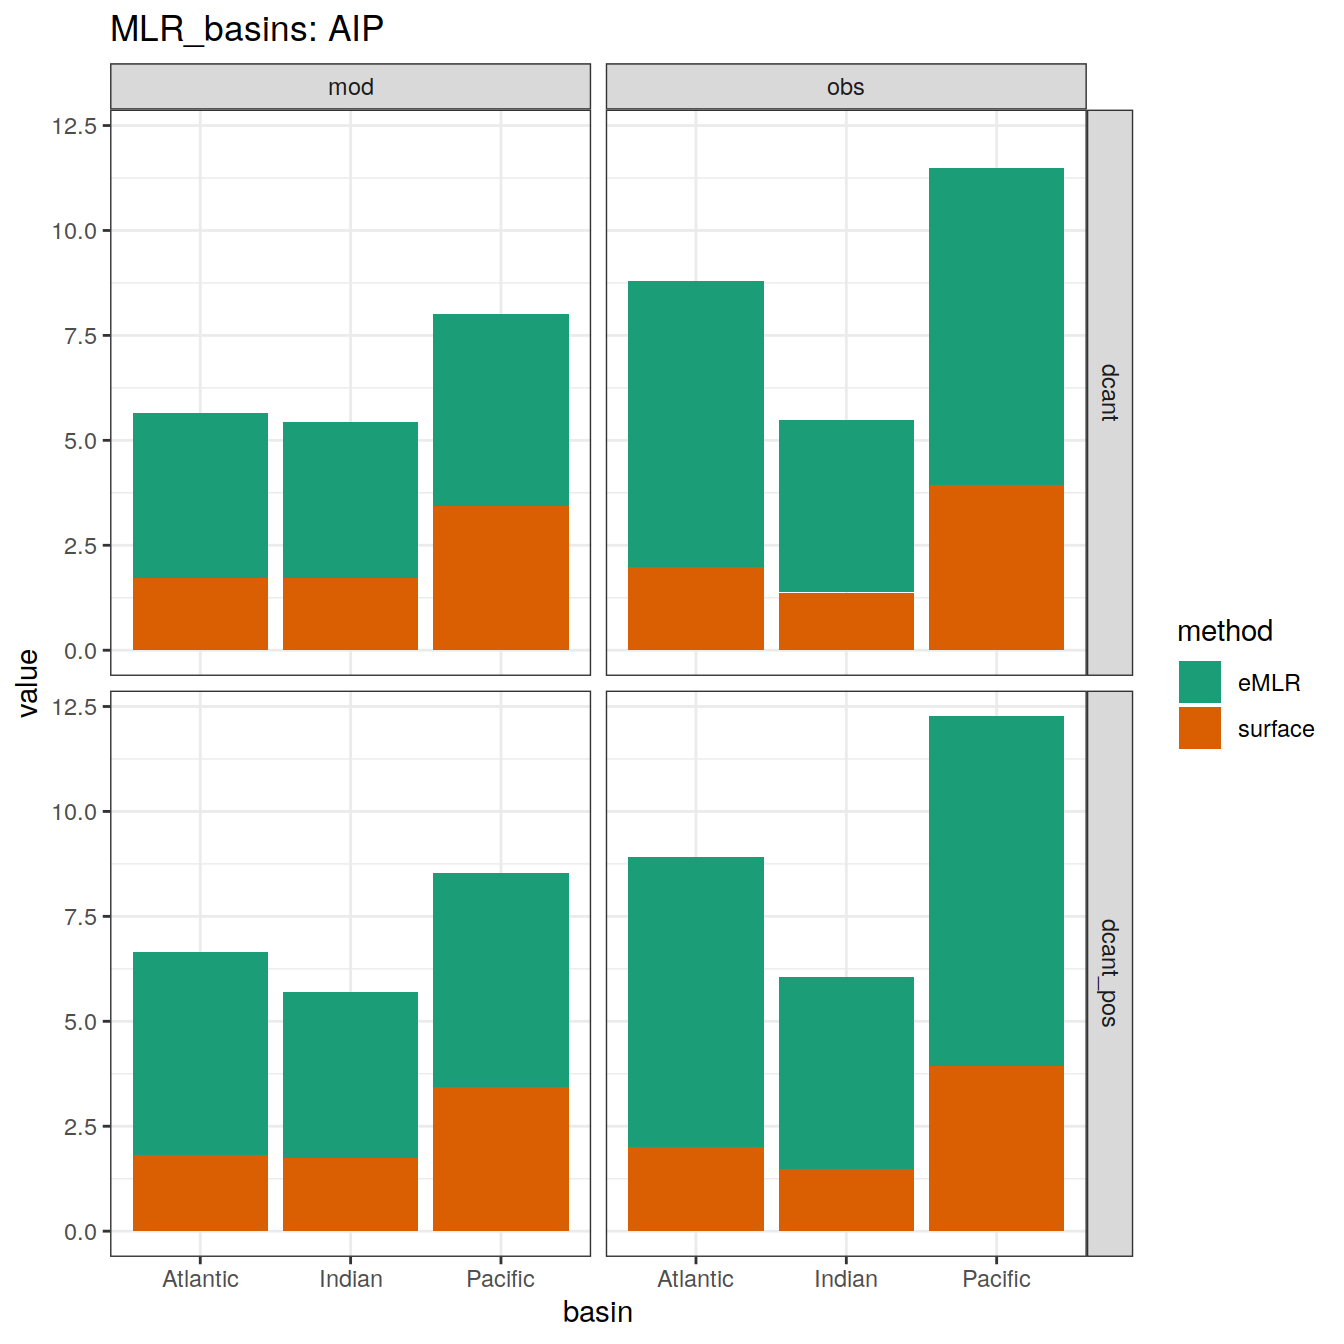 MLR_basins: AIP
mod
obs
12.5
10.0
7.5
5.0
2.5
0.0
dcant
value
12.5
10.0
7.5
5.0
2.5
0.0
dcant_pos
Atlantic Indian Pacific
Atlantic Indian Pacific
basin
method
eMLR
surface